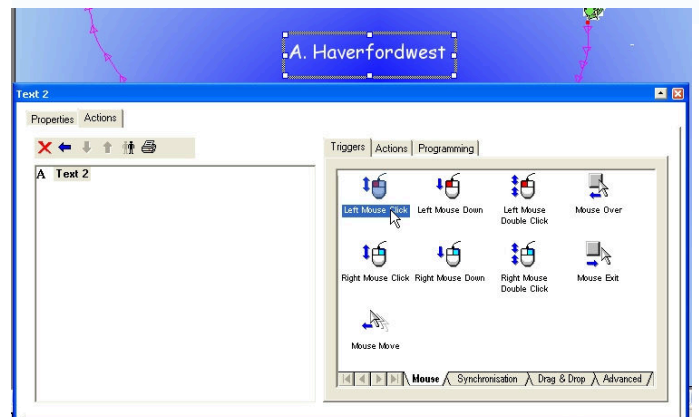 A. Haverfordwest
Text 2
Properties Actions
Triggers Actions Programming
A Text 2
Left Mouse Click Left Mouse Down Left Mouse Double Click Mouse Over
Right Mouse Click Right Mouse Down Right Mouse Double Click Mouse Exit
Mouse Move
Mouse Synchronisation Drag & Drop Advanced